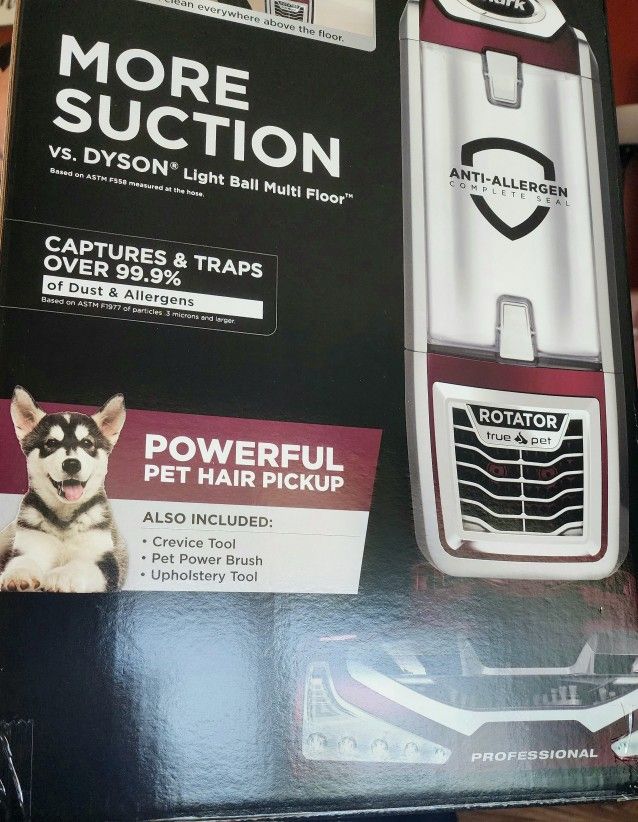 clean everywhere above the floor.
MORE
SUCTION
VS. DYSON® Light Ball Multi Floor™
Based on ASTM F558 measured at the hose.
CAPTURES & TRAPS
OVER 99.9%
of Dust & Allergens
Based on ASTM F1977 of particles .3 microns and larger.
POWERFUL
PET HAIR PICKUP
ALSO INCLUDED:
• Crevice Tool
• Pet Power Brush
• Upholstery Tool
ANTI-ALLERGEN
COMPLETE SEAL
ROTATOR
true pet
PROFESSIONAL